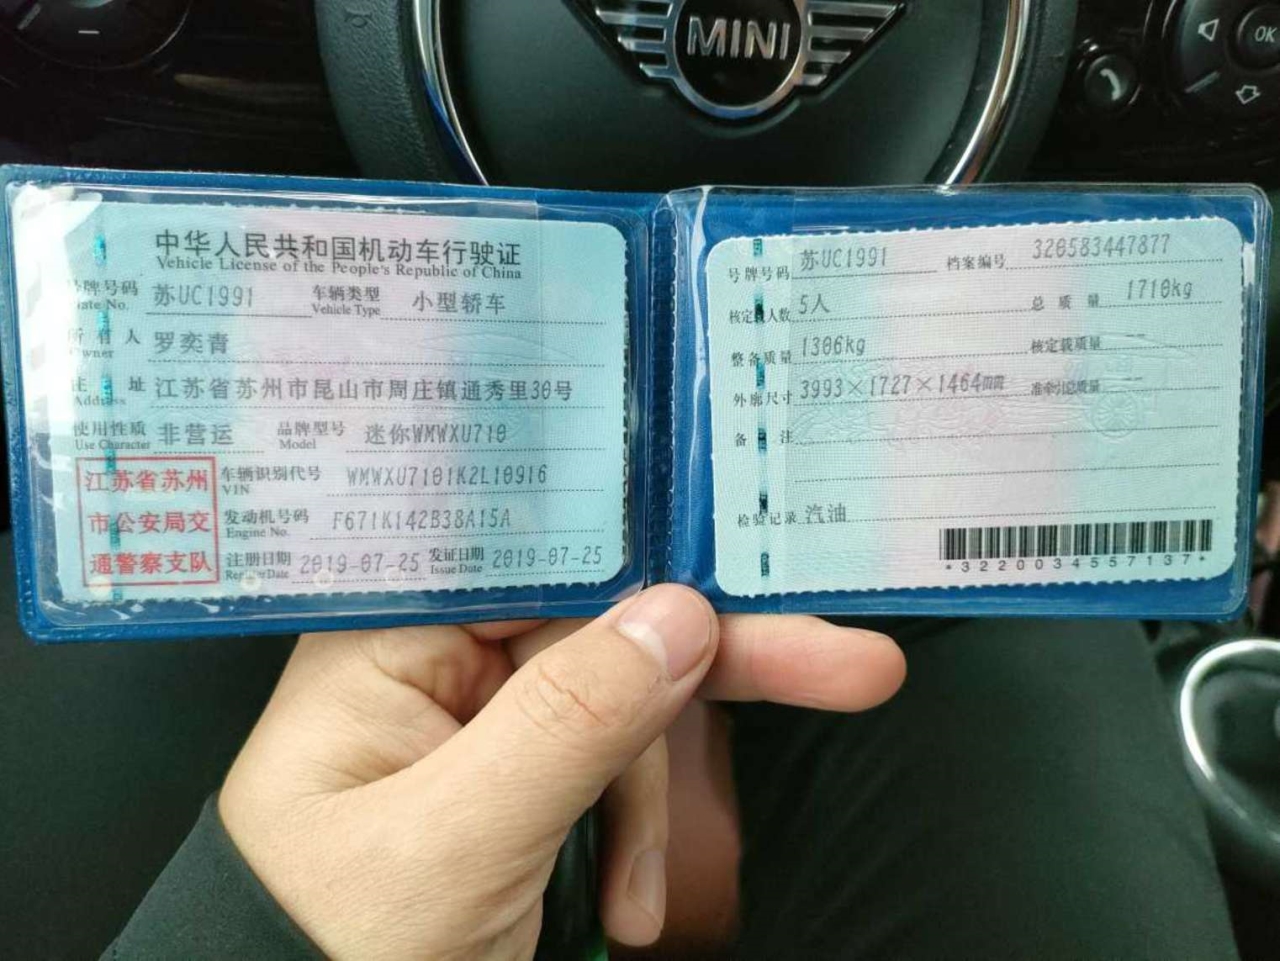 MINI
OK
中华人民共和国机动车行驶证
Vehicle License of the People's Republic of China
号牌号码 苏UC1991 车辆类型 小型轿车
Plate No. Vehicle Type
所有人 罗奕青
Owner
住址 江苏省苏州市昆山市周庄镇通秀里30号
Address
使用性质 非营运 品牌型号 迷你WMWXU710
Use Character Model
江苏省苏州
市公安局交
通警察支队
车辆识别代号 WMWXU7101K2L10916
VIN
发动机号码 F671K142B38A15A
Engine No.
注册日期 2019-07-25 发证日期 2019-07-25
Register Date Issue Date
号牌号码 苏UC1991 档案编号 320583447877
核定载人数 5人 总质量 1710kg
整备质量 1306kg 核定载质量 --
外廓尺寸 3993×1727×1464mm 准牵引总质量 --
备注
检验记录 汽油
*3220034557137*